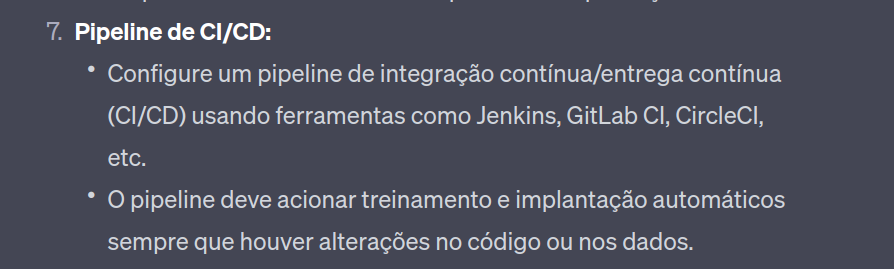 7. Pipeline de CI/CD:
• Configure um pipeline de integração contínua/entrega contínua
(CI/CD) usando ferramentas como Jenkins, GitLab CI, CircleCI,
etc.
• O pipeline deve acionar treinamento e implantação automáticos
sempre que houver alterações no código ou nos dados.